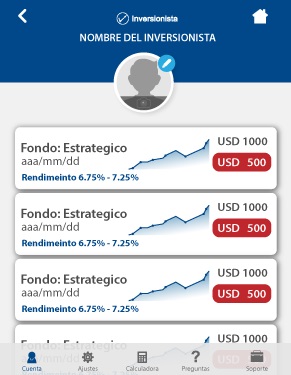 Inversionista
NOMBRE DEL INVERSIONISTA
Fondo: Estrategico
aaa/mm/dd
Rendimeinto 6.75% - 7.25%
USD 1000
USD 500
Fondo: Estrategico
aaa/mm/dd
Rendimeinto 6.75% - 7.25%
USD 1000
USD 500
Fondo: Estrategico
aaa/mm/dd
Rendimeinto 6.75% - 7.25%
USD 1000
USD 500
Fondo: Estrategico
USD 1000
Cuenta
Ajustes
Calculadora
Preguntas
Soporte